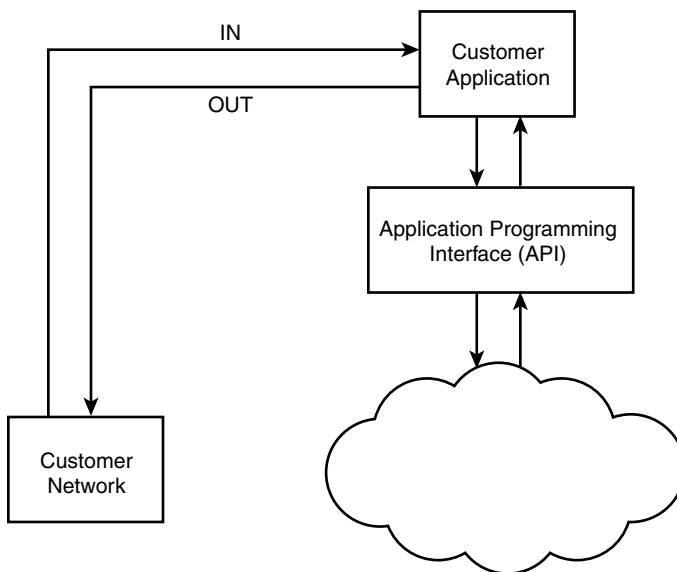 IN
OUT
Customer
Application
Application Programming
Interface (API)
Customer
Network